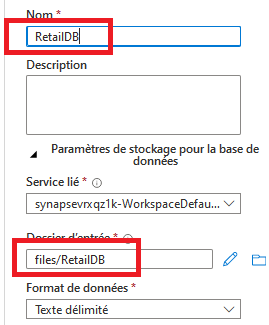 Nom *
RetailDB
Description
Paramètres de stockage pour la base de
données
Service lié *
synapsevrxqz1k-WorkspaceDefau...
Dossier d'entrée *
files/RetailDB
Format de données *
Texte délimité